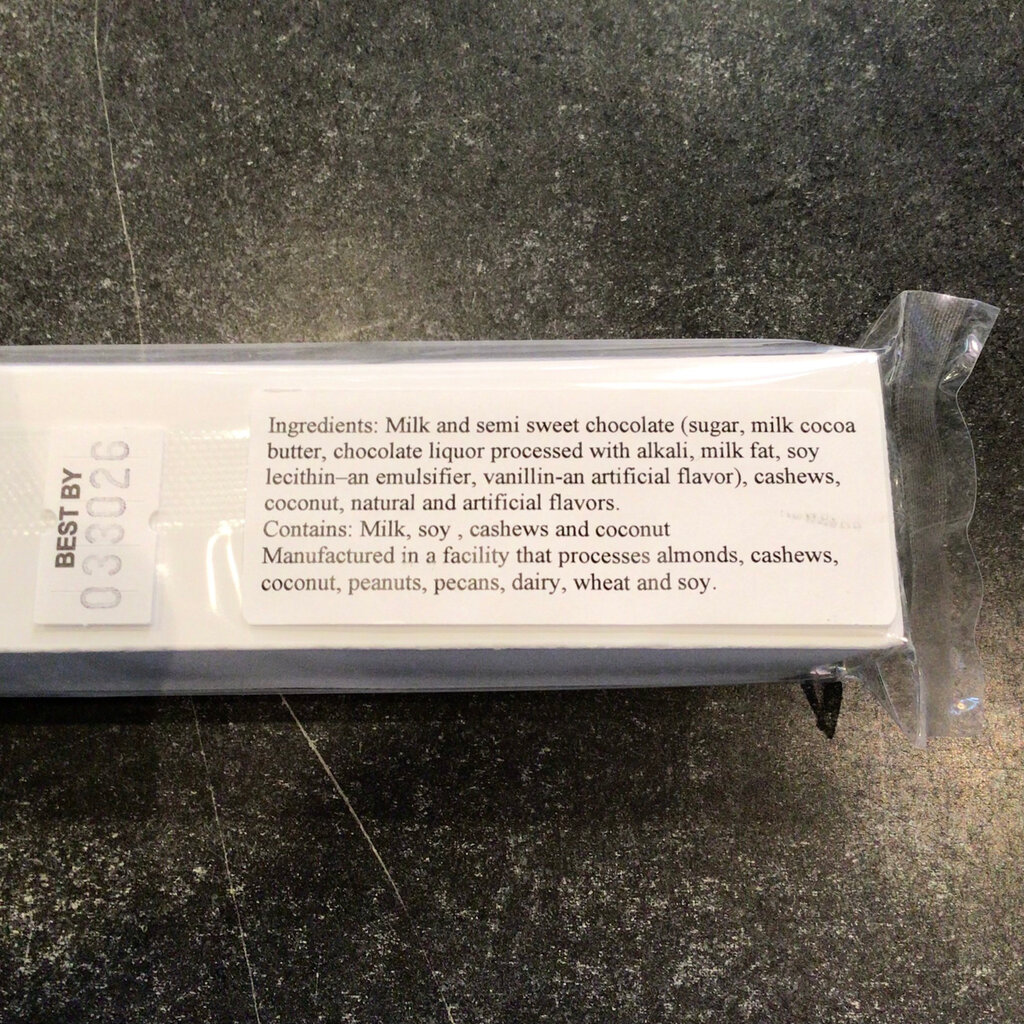 BEST BY
033026
Ingredients: Milk and semi sweet chocolate (sugar, milk cocoa
butter, chocolate liquor processed with alkali, milk fat, soy
lecithin–an emulsifier, vanillin-an artificial flavor), cashews,
coconut, natural and artificial flavors.
Contains: Milk, soy , cashews and coconut
Manufactured in a facility that processes almonds, cashews,
coconut, peanuts, pecans, dairy, wheat and soy.